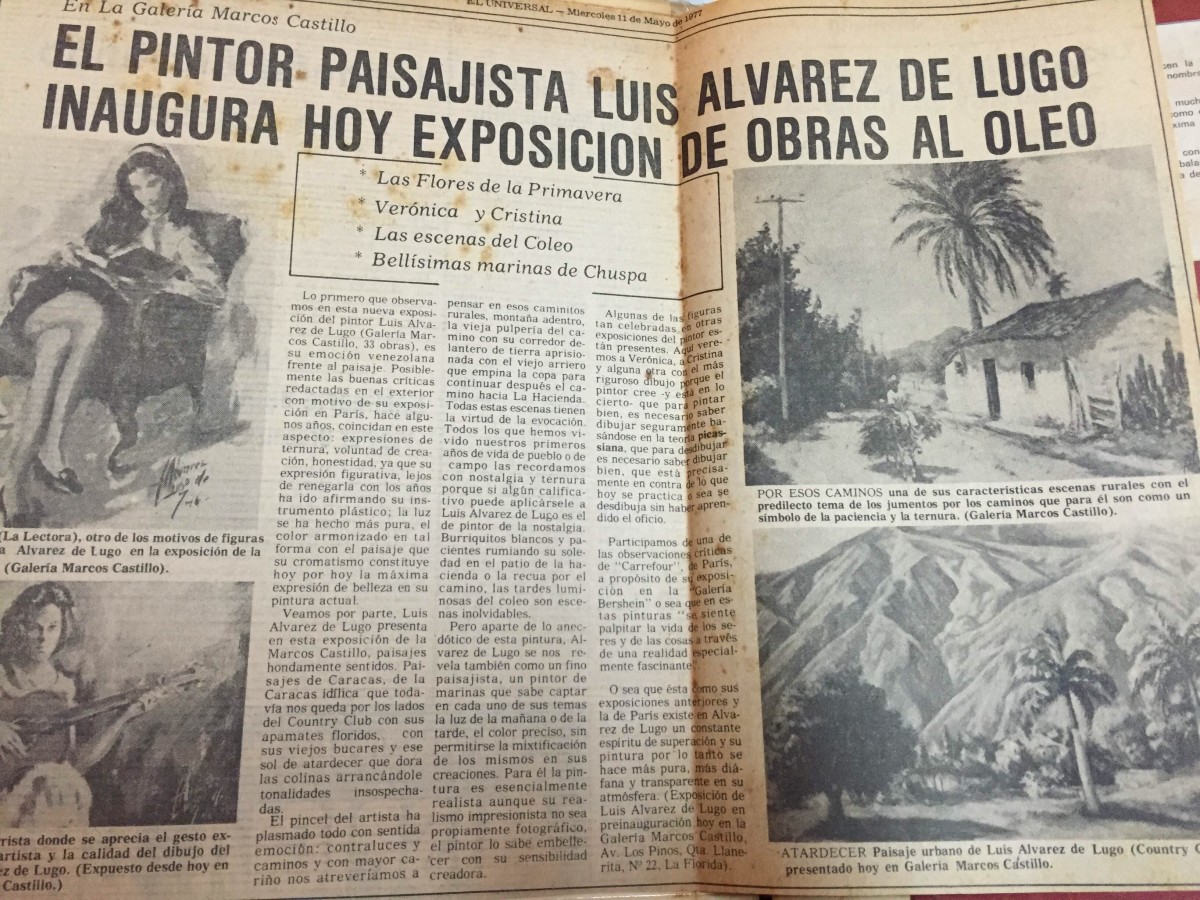 En La Galería Marcos Castillo
EL UNIVERSAL — Miercoles 11 de Mayo de 1977
EL PINTOR PAISAJISTA LUIS ALVAREZ DE LUGO
INAUGURA HOY EXPOSICION DE OBRAS AL OLEO
* Las Flores de la Primavera
* Verónica y Cristina
* Las escenas del Coleo
* Bellísimas marinas de Chuspa
(La Lectora), otro de los motivos de figuras
a Alvarez de Lugo en la exposición de la
(Galería Marcos Castillo).
rista donde se aprecia el gesto ex-
artista y la calidad del dibujo del
ez de Lugo. (Expuesto desde hoy en
Castillo.)
Lo primero que observa-
mos en esta nueva exposi-
ción del pintor Luis Alva-
rez de Lugo (Galería Mar-
cos Castillo, 33 obras), es
su emoción venezolana
frente al paisaje. Posible-
mente las buenas críticas
redactadas en el exterior
con motivo de su exposi-
ción en París, hace algu-
nos años, coincidan en este
aspecto: expresiones de
ternura, voluntad de crea-
ción, honestidad, ya que su
expresión figurativa, lejos
de renegarla con los años
ha ido afirmando su ins-
trumento plástico; la luz
se ha hecho más pura, el
color armonizado en tal
forma con el paisaje que
su cromatismo constituye
hoy por hoy la máxima
expresión de belleza en su
pintura actual.
Veamos por parte, Luis
Alvarez de Lugo presenta
en esta exposición de la
Marcos Castillo, paisajes
hondamente sentidos. Pai-
sajes de Caracas, de la
Caracas idílica que toda-
vía nos queda por los lados
del Country Club con sus
apamates floridos, con
sus viejos bucares y ese
sol de atardecer que dora
las colinas arrancándole
tonalidades insospecha-
das.
El pincel del artista ha
plasmado todo con sentida
emoción: contraluces y
caminos y con mayor ca-
riño nos atreveríamos a
pensar en esos caminitos
rurales, montaña adentro,
la vieja pulpería del ca-
mino con su corredor de-
lantero de tierra aprisio-
nada con el viejo arriero
que empina la copa para
continuar después el ca-
mino hacia La Hacienda.
Todas estas escenas tienen
la virtud de la evocación.
Todos los que hemos vi-
vido nuestros primeros
años de vida de pueblo o de
campo las recordamos
con nostalgia y ternura
porque si algún califica-
tivo puede aplicársele a
Luis Alvarez de Lugo es el
de pintor de la nostalgia.
Burriquitos blancos y pa-
cientes rumiando su sole-
dad en el patio de la ha-
cienda o la recua por el
camino, las tardes lumi-
nosas del coleo son esce-
nas inolvidables.
Pero aparte de lo anec-
dótico de esta pintura, Al-
varez de Lugo se nos re-
vela también como un fino
paisajista, un pintor de
marinas que sabe captar
en cada uno de sus temas
la luz de la mañana o de la
tarde, el color preciso, sin
permitirse la mixtificación
de los mismos en sus
creaciones. Para él la pin-
tura es esencialmente
realista aunque su rea-
lismo impresionista no sea
propiamente fotográfico,
el pintor lo sabe embelle-
cer con su sensibilidad
creadora.
Algunas de las figuras
tan celebradas en otras
exposiciones del pintor es-
tán presentes. Aquí vere-
mos a Verónica, a Cristina
y alguna otra con el más
riguroso dibujo porque el
pintor cree -y está en lo
cierto- que para pintar
bien, es necesario saber
dibujar seguramente ba-
sándose en la teoría picas-
siana, que para desdibujar
es necesario saber dibujar
bien, que está precisa-
mente en contra de lo que
hoy se practica o sea se
desdibuja sin haber apren-
dido el oficio.
Participamos de una de
las observaciones críticas
de "Carrefour", de París,
a propósito de su exposi-
ción en la "Galería
Bershein" o sea que en es-
tas pinturas "se siente
palpitar la vida de los se-
res y de las cosas a través
de una realidad especial-
mente fascinante".
O sea que ésta como sus
exposiciones anteriores y
la de París existe en Alva-
rez de Lugo un constante
espíritu de superación y su
pintura por lo tanto se
hace más pura, más diá-
fana y transparente en su
atmósfera. (Exposición de
Luis Alvarez de Lugo en
preinauguración hoy en la
Galería Marcos Castillo,
Av. Los Pinos, Qta. Llane-
rita, Nº 22, La Florida).
POR ESOS CAMINOS una de sus características escenas rurales con el
predilecto tema de los jumentos por los caminos que para él son como un
símbolo de la paciencia y la ternura. (Galería Marcos Castillo).
ATARDECER Paisaje urbano de Luis Alvarez de Lugo (Country C
presentado hoy en Galería Marcos Castillo.
en la
nombra
much
como
xima
con
bala
a de